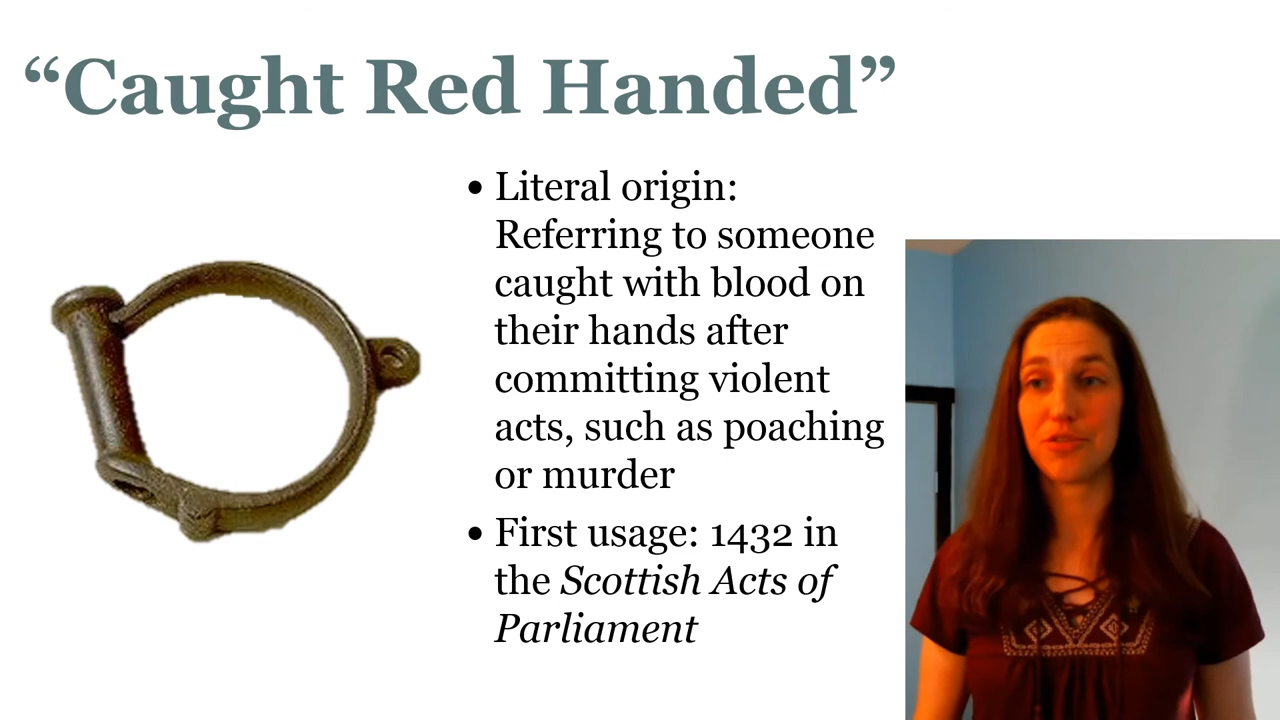 “Caught Red Handed”
• Literal origin:
Referring to someone
caught with blood on
their hands after
committing violent
acts, such as poaching
or murder
• First usage: 1432 in
the Scottish Acts of
Parliament